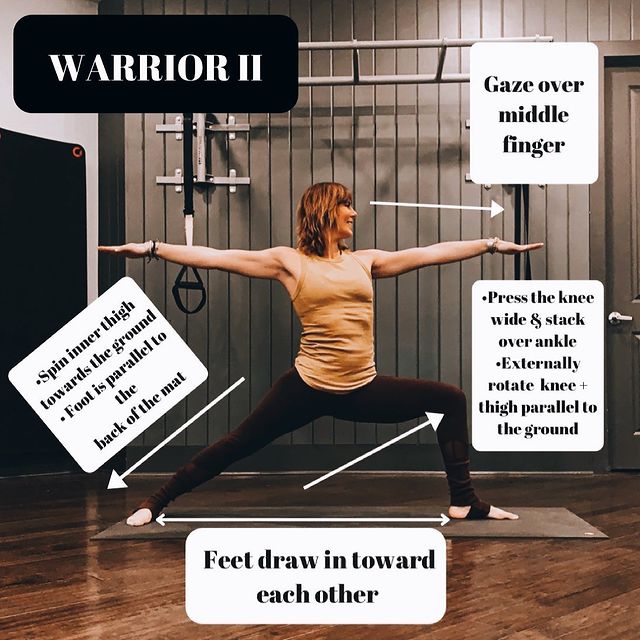 WARRIOR II
Gaze over
middle
finger
•Press the knee
wide & stack
over ankle
•Externally
rotate knee +
thigh parallel to
the ground
•Spin inner thigh
towards the ground
• Foot is parallel to
the
back of the mat
Feet draw in toward
each other